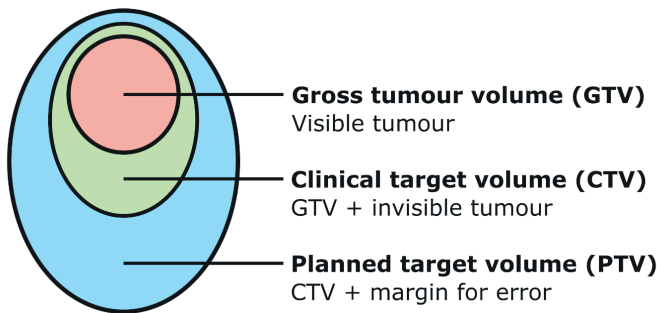 Gross tumour volume (GTV)
Visible tumour
Clinical target volume (CTV)
GTV + invisible tumour
Planned target volume (PTV)
CTV + margin for error